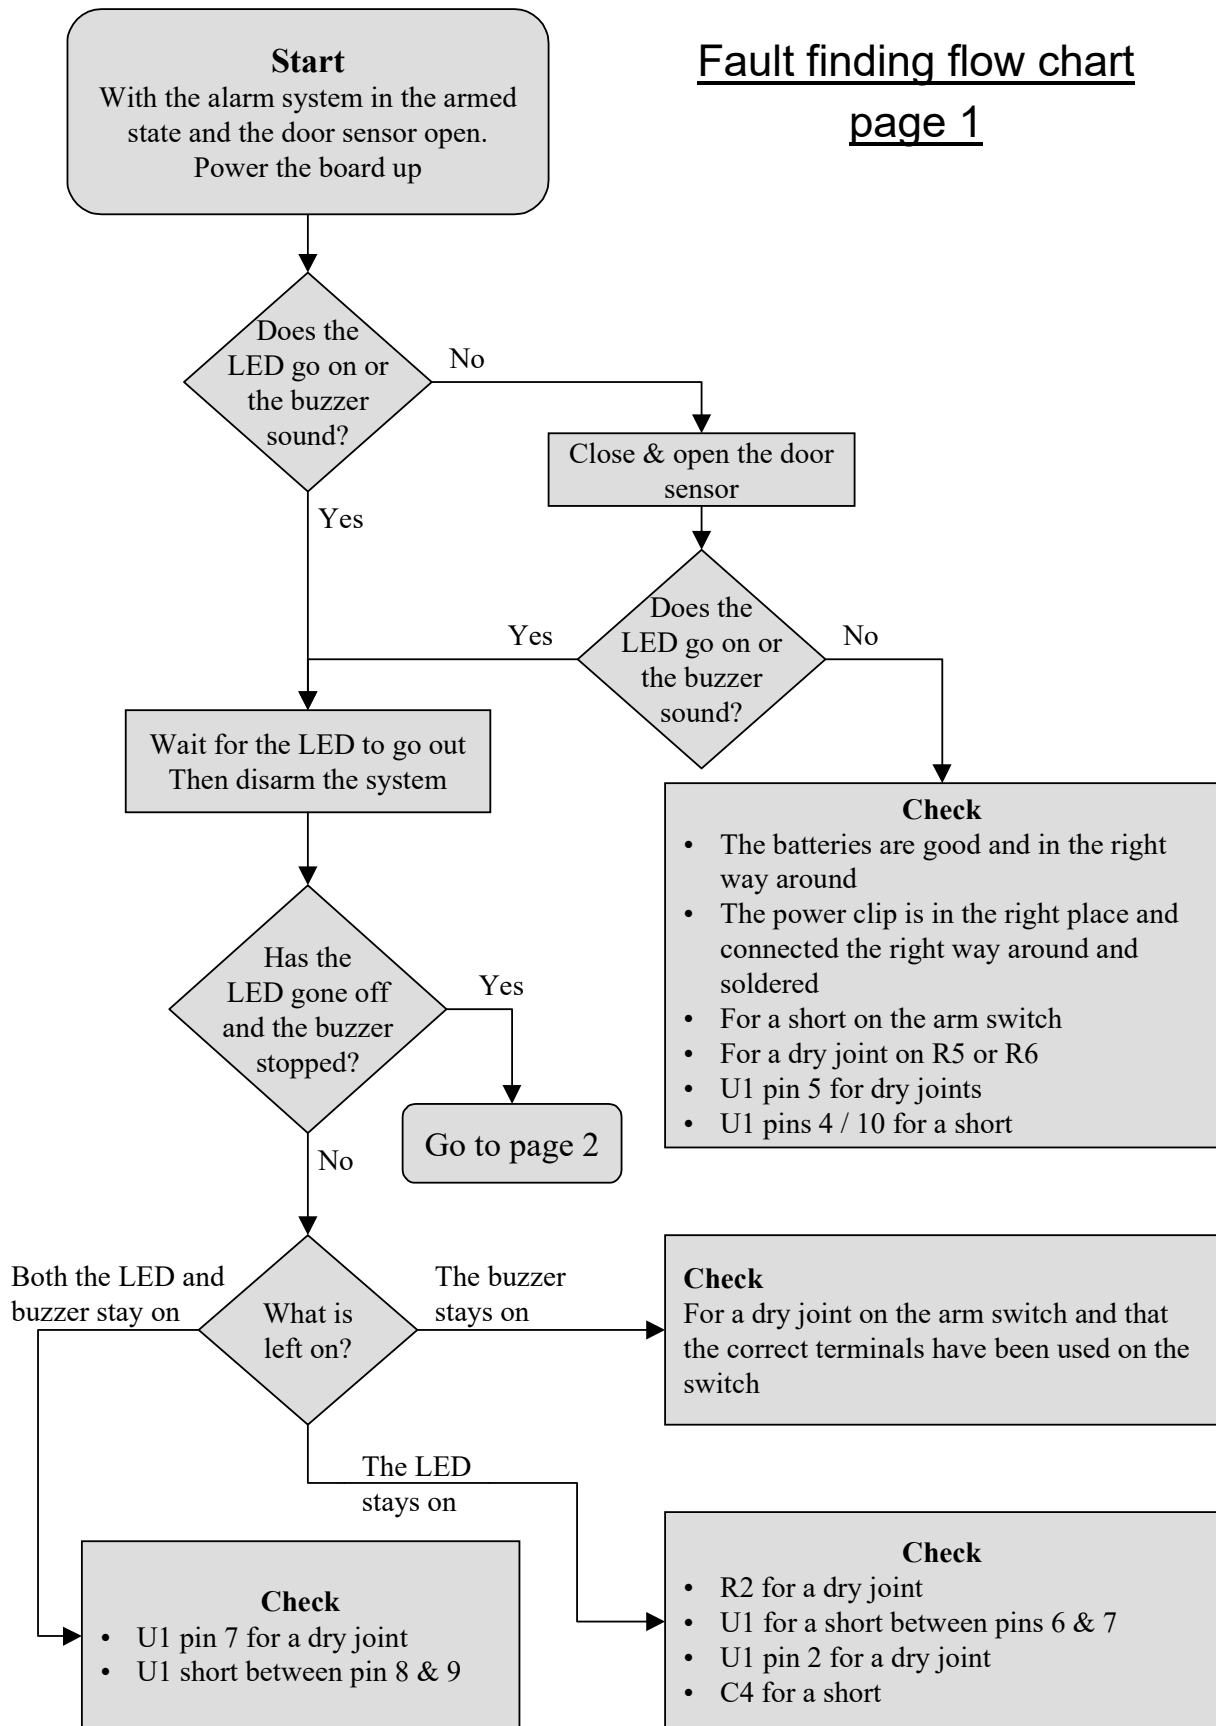 Fault finding flow chart
page 1
Start
With the alarm system in the armed
state and the door sensor open.
Power the board up
Does the
LED go on or
the buzzer
sound?
No
Yes
Close & open the door
sensor
Does the
LED go on or
the buzzer
sound?
Yes
No
Wait for the LED to go out
Then disarm the system
Check
• The batteries are good and in the right
way around
• The power clip is in the right place and
connected the right way around and
soldered
• For a short on the arm switch
• For a dry joint on R5 or R6
• U1 pin 5 for dry joints
• U1 pins 4 / 10 for a short
Has the
LED gone off
and the buzzer
stopped?
Yes
Go to page 2
No
What is
left on?
Both the LED and
buzzer stay on
The buzzer
stays on
The LED
stays on
Check
For a dry joint on the arm switch and that
the correct terminals have been used on the
switch
Check
• U1 pin 7 for a dry joint
• U1 short between pin 8 & 9
Check
• R2 for a dry joint
• U1 for a short between pins 6 & 7
• U1 pin 2 for a dry joint
• C4 for a short